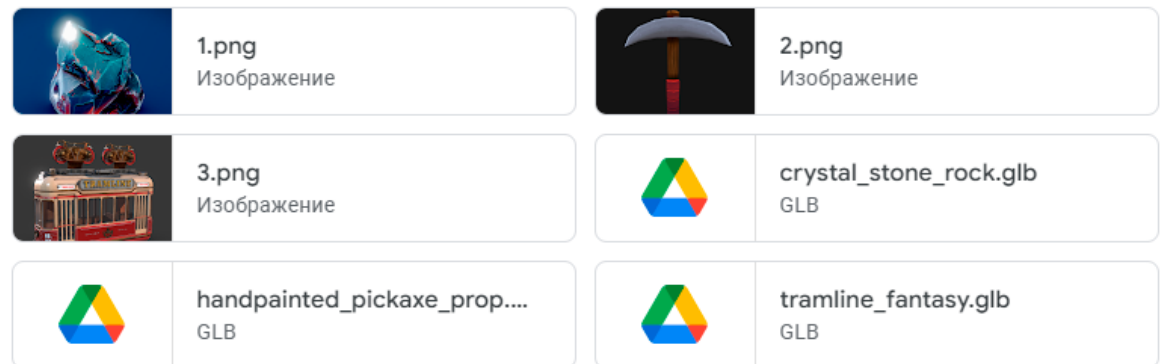 1.png
Изображение
2.png
Изображение
3.png
Изображение
crystal_stone_rock.glb
GLB
handpainted_pickaxe_prop....
GLB
tramline_fantasy.glb
GLB